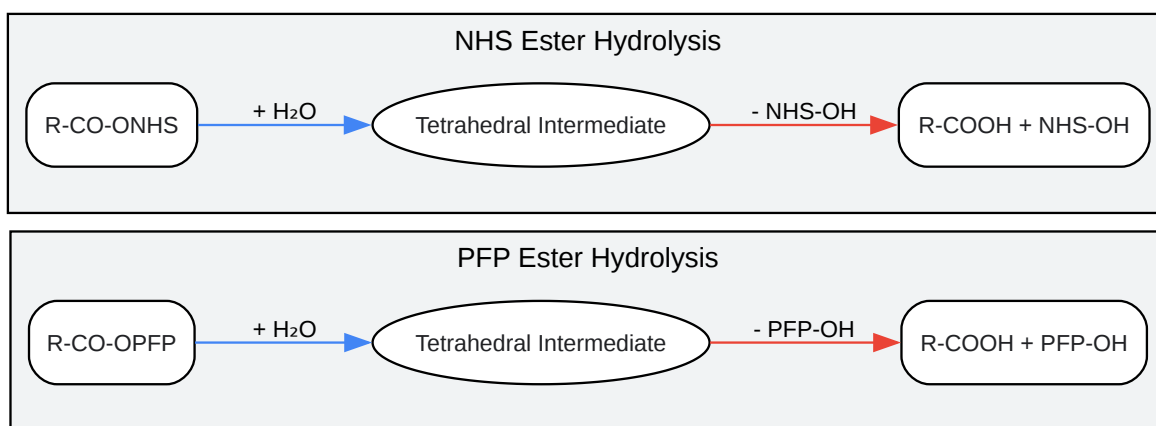 NHS Ester Hydrolysis
R-CO-ONHS
+ H₂O
Tetrahedral Intermediate
- NHS-OH
R-COOH + NHS-OH
PFP Ester Hydrolysis
R-CO-OPFP
+ H₂O
Tetrahedral Intermediate
- PFP-OH
R-COOH + PFP-OH